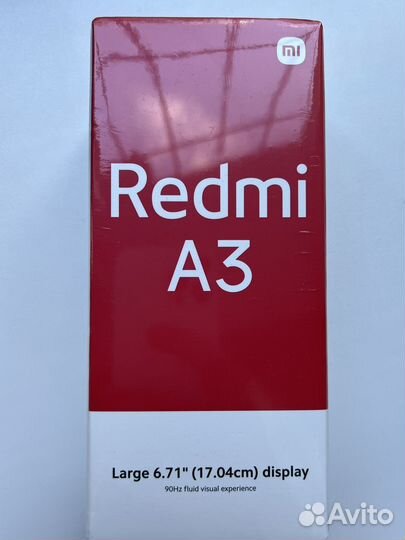 mi
Redmi
A3
Large 6.71" (17.04cm) display
90Hz fluid visual experience
Avito